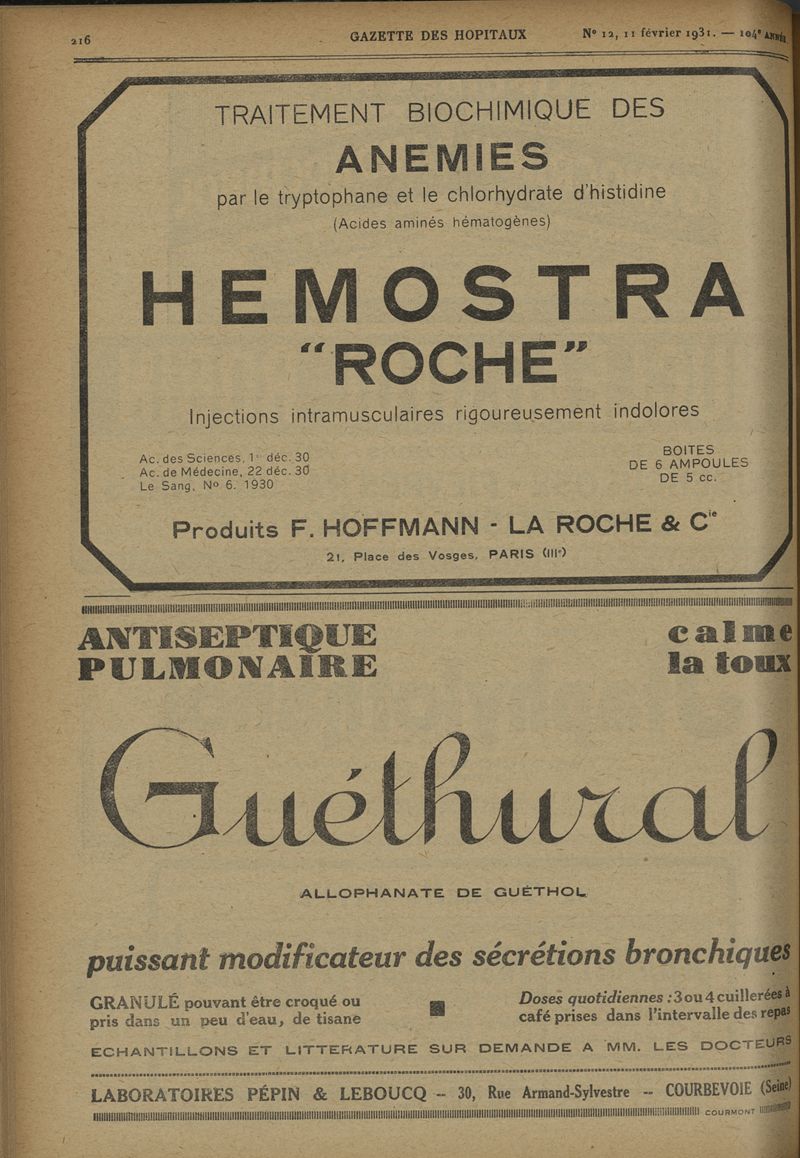 216
GAZETTE DES HOPITAUX
N° 12, 11 février 1931. — 104e ANNÉE
TRAITEMENT BIOCHIMIQUE DES
ANEMIES
par le tryptophane et le chlorhydrate d'histidine
(Acides aminés hématogènes)
HEMOSTRA
“ROCHE”
Injections intramusculaires rigoureusement indolores
Ac. des Sciences, 1er déc. 30
Ac. de Médecine, 22 déc. 30
Le Sang, No 6. 1930
BOITES
DE 6 AMPOULES
DE 5 cc.
Produits F. HOFFMANN - LA ROCHE & Cie
21, Place des Vosges, PARIS (IIIe)
ANTISEPTIQUE
PULMONAIRE
calme
la toux
Guéthural
ALLOPHANATE DE GUÉTHOL
puissant modificateur des sécrétions bronchiques
GRANULÉ pouvant être croqué ou
pris dans un peu d'eau, de tisane
Doses quotidiennes : 3 ou 4 cuillerées à
café prises dans l'intervalle des repas
ECHANTILLONS ET LITTERATURE SUR DEMANDE A MM. LES DOCTEURS
LABORATOIRES PÉPIN & LEBOUCQ -- 30, Rue Armand-Sylvestre -- COURBEVOIE (Seine)
COURMONT